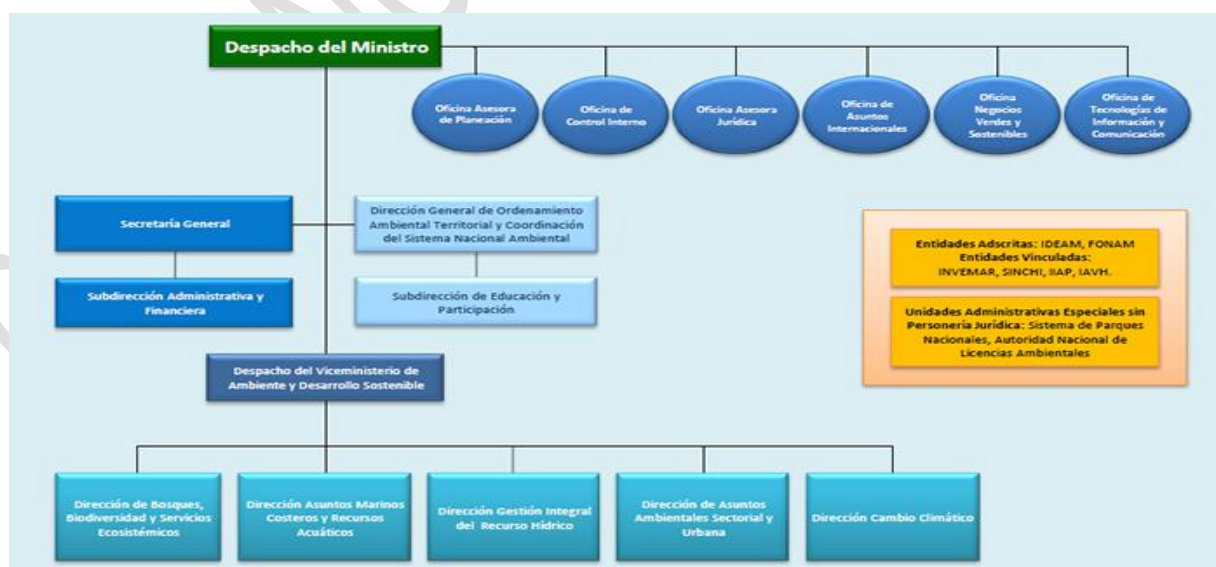 Despacho del Ministro
Oficina Asesora
de Planeación
Oficina de
Control Interno
Oficina Asesora
Jurídica
Oficina de
Asuntos
Internacionales
Oficina
Negocios
Verdes y
Sostenibles
Oficina de
Tecnologías de
Información y
Comunicación
Secretaría General
Dirección General de Ordenamiento
Ambiental Territorial y Coordinación
del Sistema Nacional Ambiental
Subdirección Administrativa y
Financiera
Subdirección de Educación y
Participación
Entidades Adscritas: IDEAM, FONAM
Entidades Vinculadas:
INVEMAR, SINCHI, IIAP, IAVH.
Unidades Administrativas Especiales sin
Personería Jurídica: Sistema de Parques
Nacionales, Autoridad Nacional de
Licencias Ambientales
Despacho del Viceministerio de
Ambiente y Desarrollo Sostenible
Dirección de Bosques,
Biodiversidad y Servicios
Ecosistémicos
Dirección Asuntos Marinos
Costeros y Recursos
Acuáticos
Dirección Gestión Integral
del Recurso Hídrico
Dirección de Asuntos
Ambientales Sectorial y
Urbana
Dirección Cambio Climático